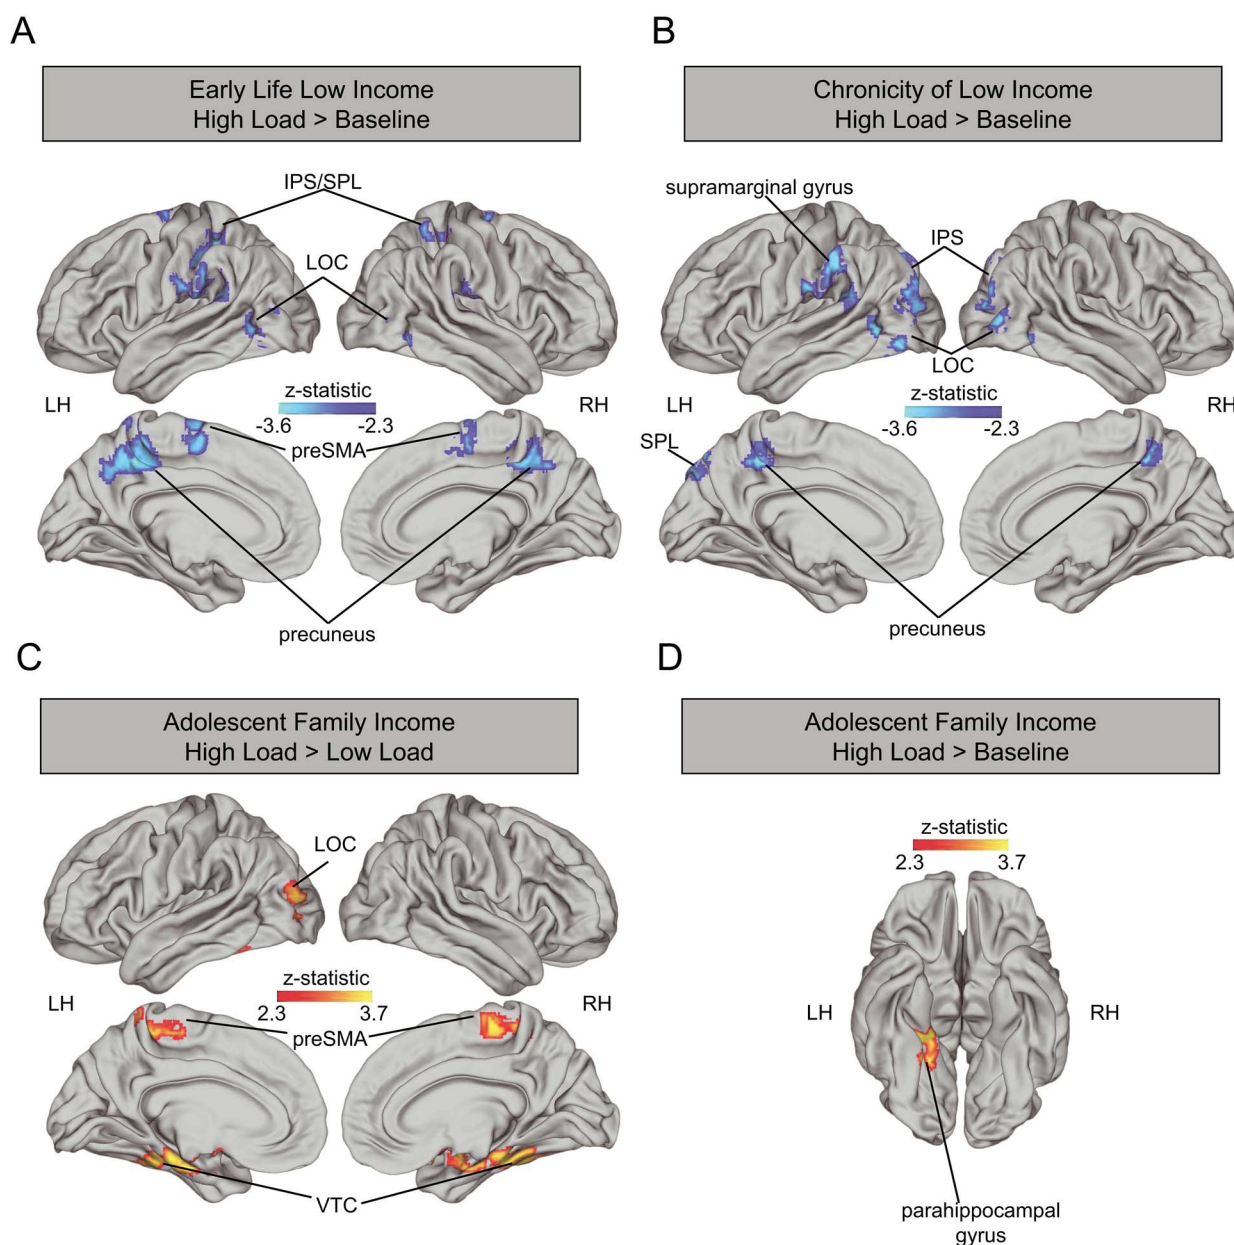 A
Early Life Low Income
High Load > Baseline
IPS/SPL
LOC
LH
z-statistic
-3.6
-2.3
RH
preSMA
precuneus
B
Chronicity of Low Income
High Load > Baseline
supramarginal gyrus
IPS
LOC
LH
z-statistic
-3.6
-2.3
RH
SPL
precuneus
C
Adolescent Family Income
High Load > Low Load
LOC
z-statistic
LH
2.3
3.7
RH
preSMA
VTC
D
Adolescent Family Income
High Load > Baseline
z-statistic
2.3
3.7
LH
RH
parahippocampal
gyrus